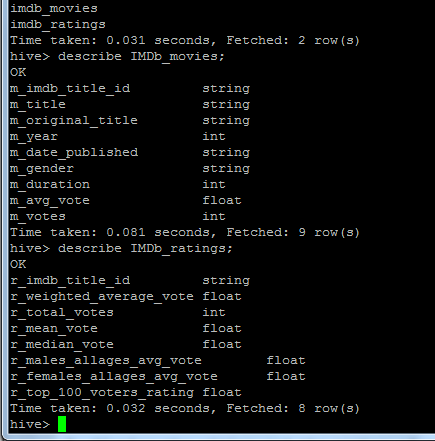 imdb_movies
imdb_ratings
Time taken: 0.031 seconds, Fetched: 2 row(s)
hive> describe IMDb_movies;
OK
m_imdb_title_id string
m_title string
m_original_title string
m_year int
m_date_published string
m_gender string
m_duration int
m_avg_vote float
m_votes int
Time taken: 0.081 seconds, Fetched: 9 row(s)
hive> describe IMDb_ratings;
OK
r_imdb_title_id string
r_weighted_average_vote float
r_total_votes int
r_mean_vote float
r_median_vote float
r_males_allages_avg_vote float
r_females_allages_avg_vote float
r_top_100_voters_rating float
Time taken: 0.032 seconds, Fetched: 8 row(s)
hive>